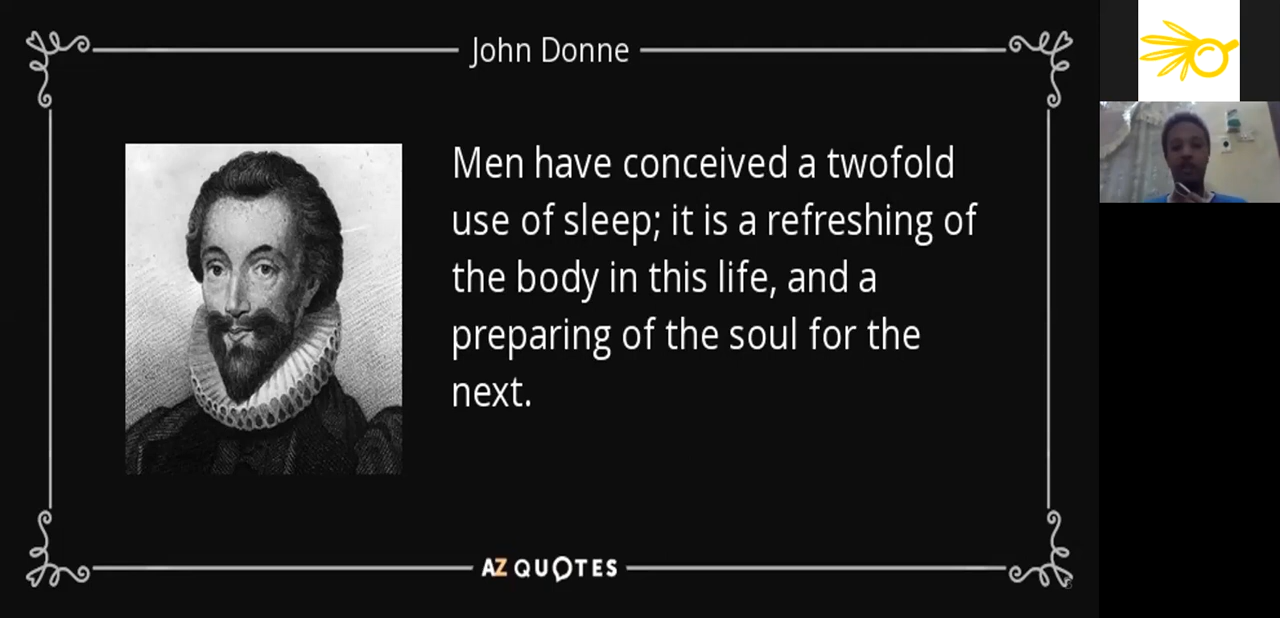 John Donne
Men have conceived a twofold
use of sleep; it is a refreshing of
the body in this life, and a
preparing of the soul for the
next.
AZ QUOTES